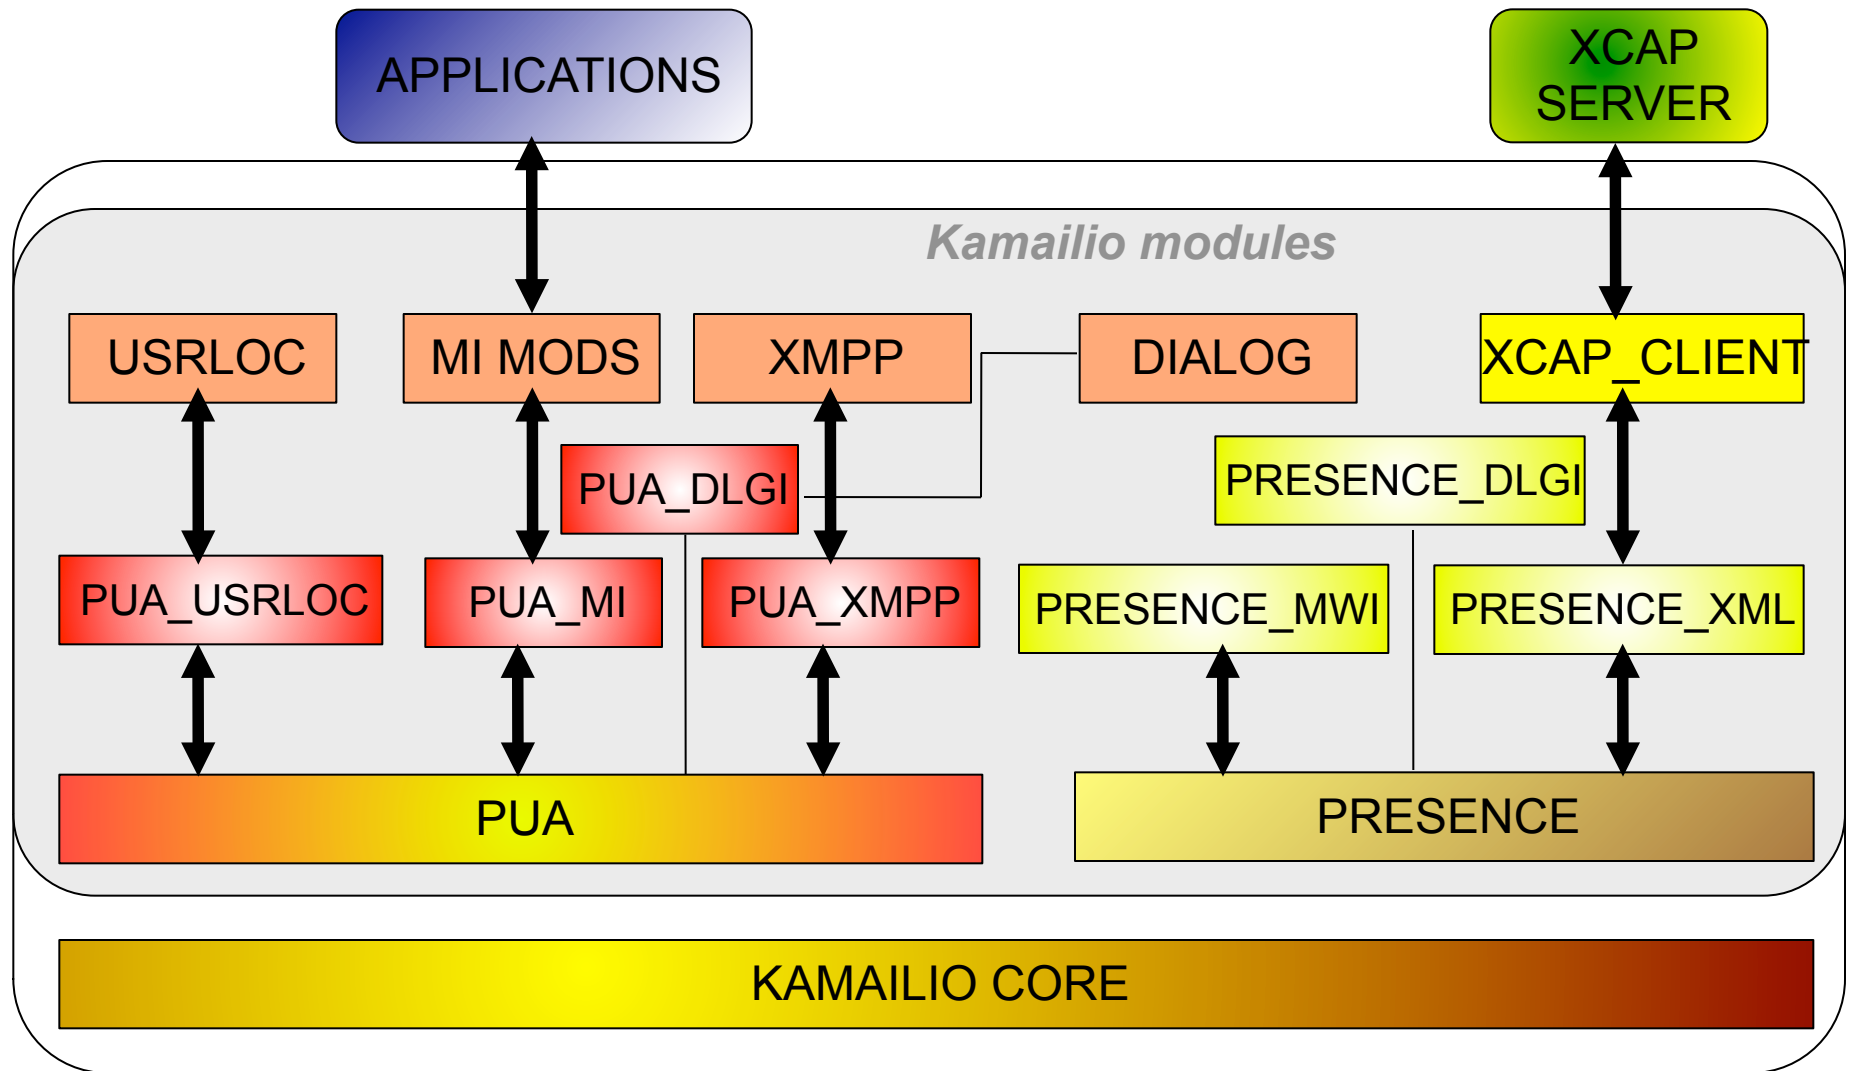 APPLICATIONS
XCAP
SERVER
Kamailio modules
USRLOC
MI MODS
XMPP
DIALOG
XCAP_CLIENT
PUA_DLGI
PRESENCE_DLGI
PUA_USRLOC
PUA_MI
PUA_XMPP
PRESENCE_MWI
PRESENCE_XML
PUA
PRESENCE
KAMAILIO CORE